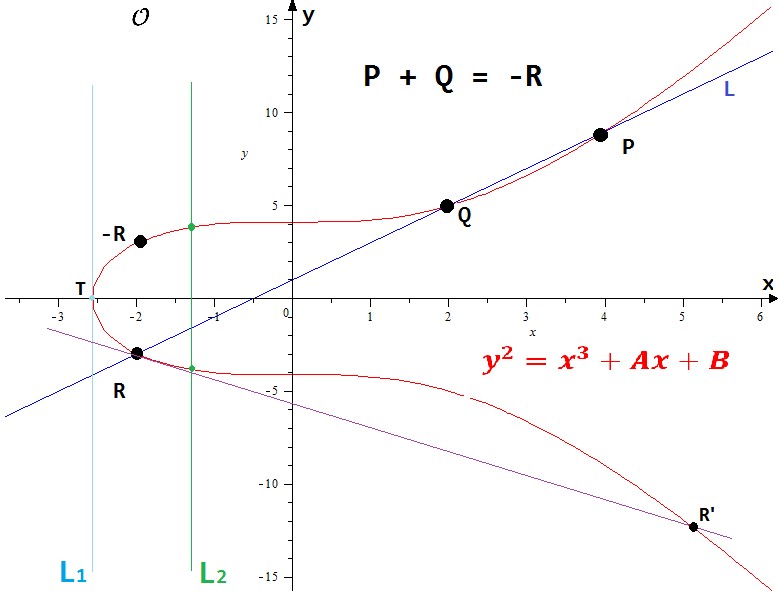 𝒪
y
15
P + Q = -R
L
10
P
y
5
Q
-R
T
x
-3
-2
-1
0
1
2
3
4
5
6
x
y² = x³ + Ax + B
R
-5
-10
R'
L₁
L₂
-15